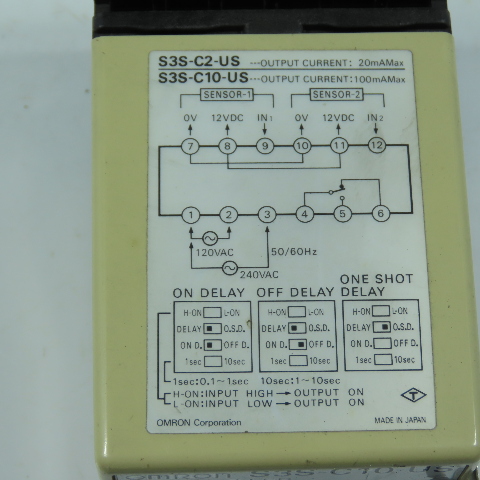 S3S-C2-US ---OUTPUT CURRENT: 20mAMax
S3S-C10-US ---OUTPUT CURRENT: 100mAMax
SENSOR-1 SENSOR-2
0V 12VDC IN1 0V 12VDC IN2
7 8 9 10 11 12
1 2 3 4 5 6
120VAC 50/60Hz
240VAC
ON DELAY OFF DELAY ONE SHOT DELAY
H-ON L-ON H-ON L-ON H-ON L-ON
DELAY O.S.D. DELAY O.S.D. DELAY O.S.D.
ON D. OFF D. ON D. OFF D. ON D. OFF D.
1sec 10sec 1sec 10sec 1sec 10sec
1sec:0.1~1sec 10sec:1~10sec
H-ON:INPUT HIGH → OUTPUT ON
L-ON:INPUT LOW → OUTPUT ON
T
OMRON Corporation MADE IN JAPAN
OMRON S3S-C10-US